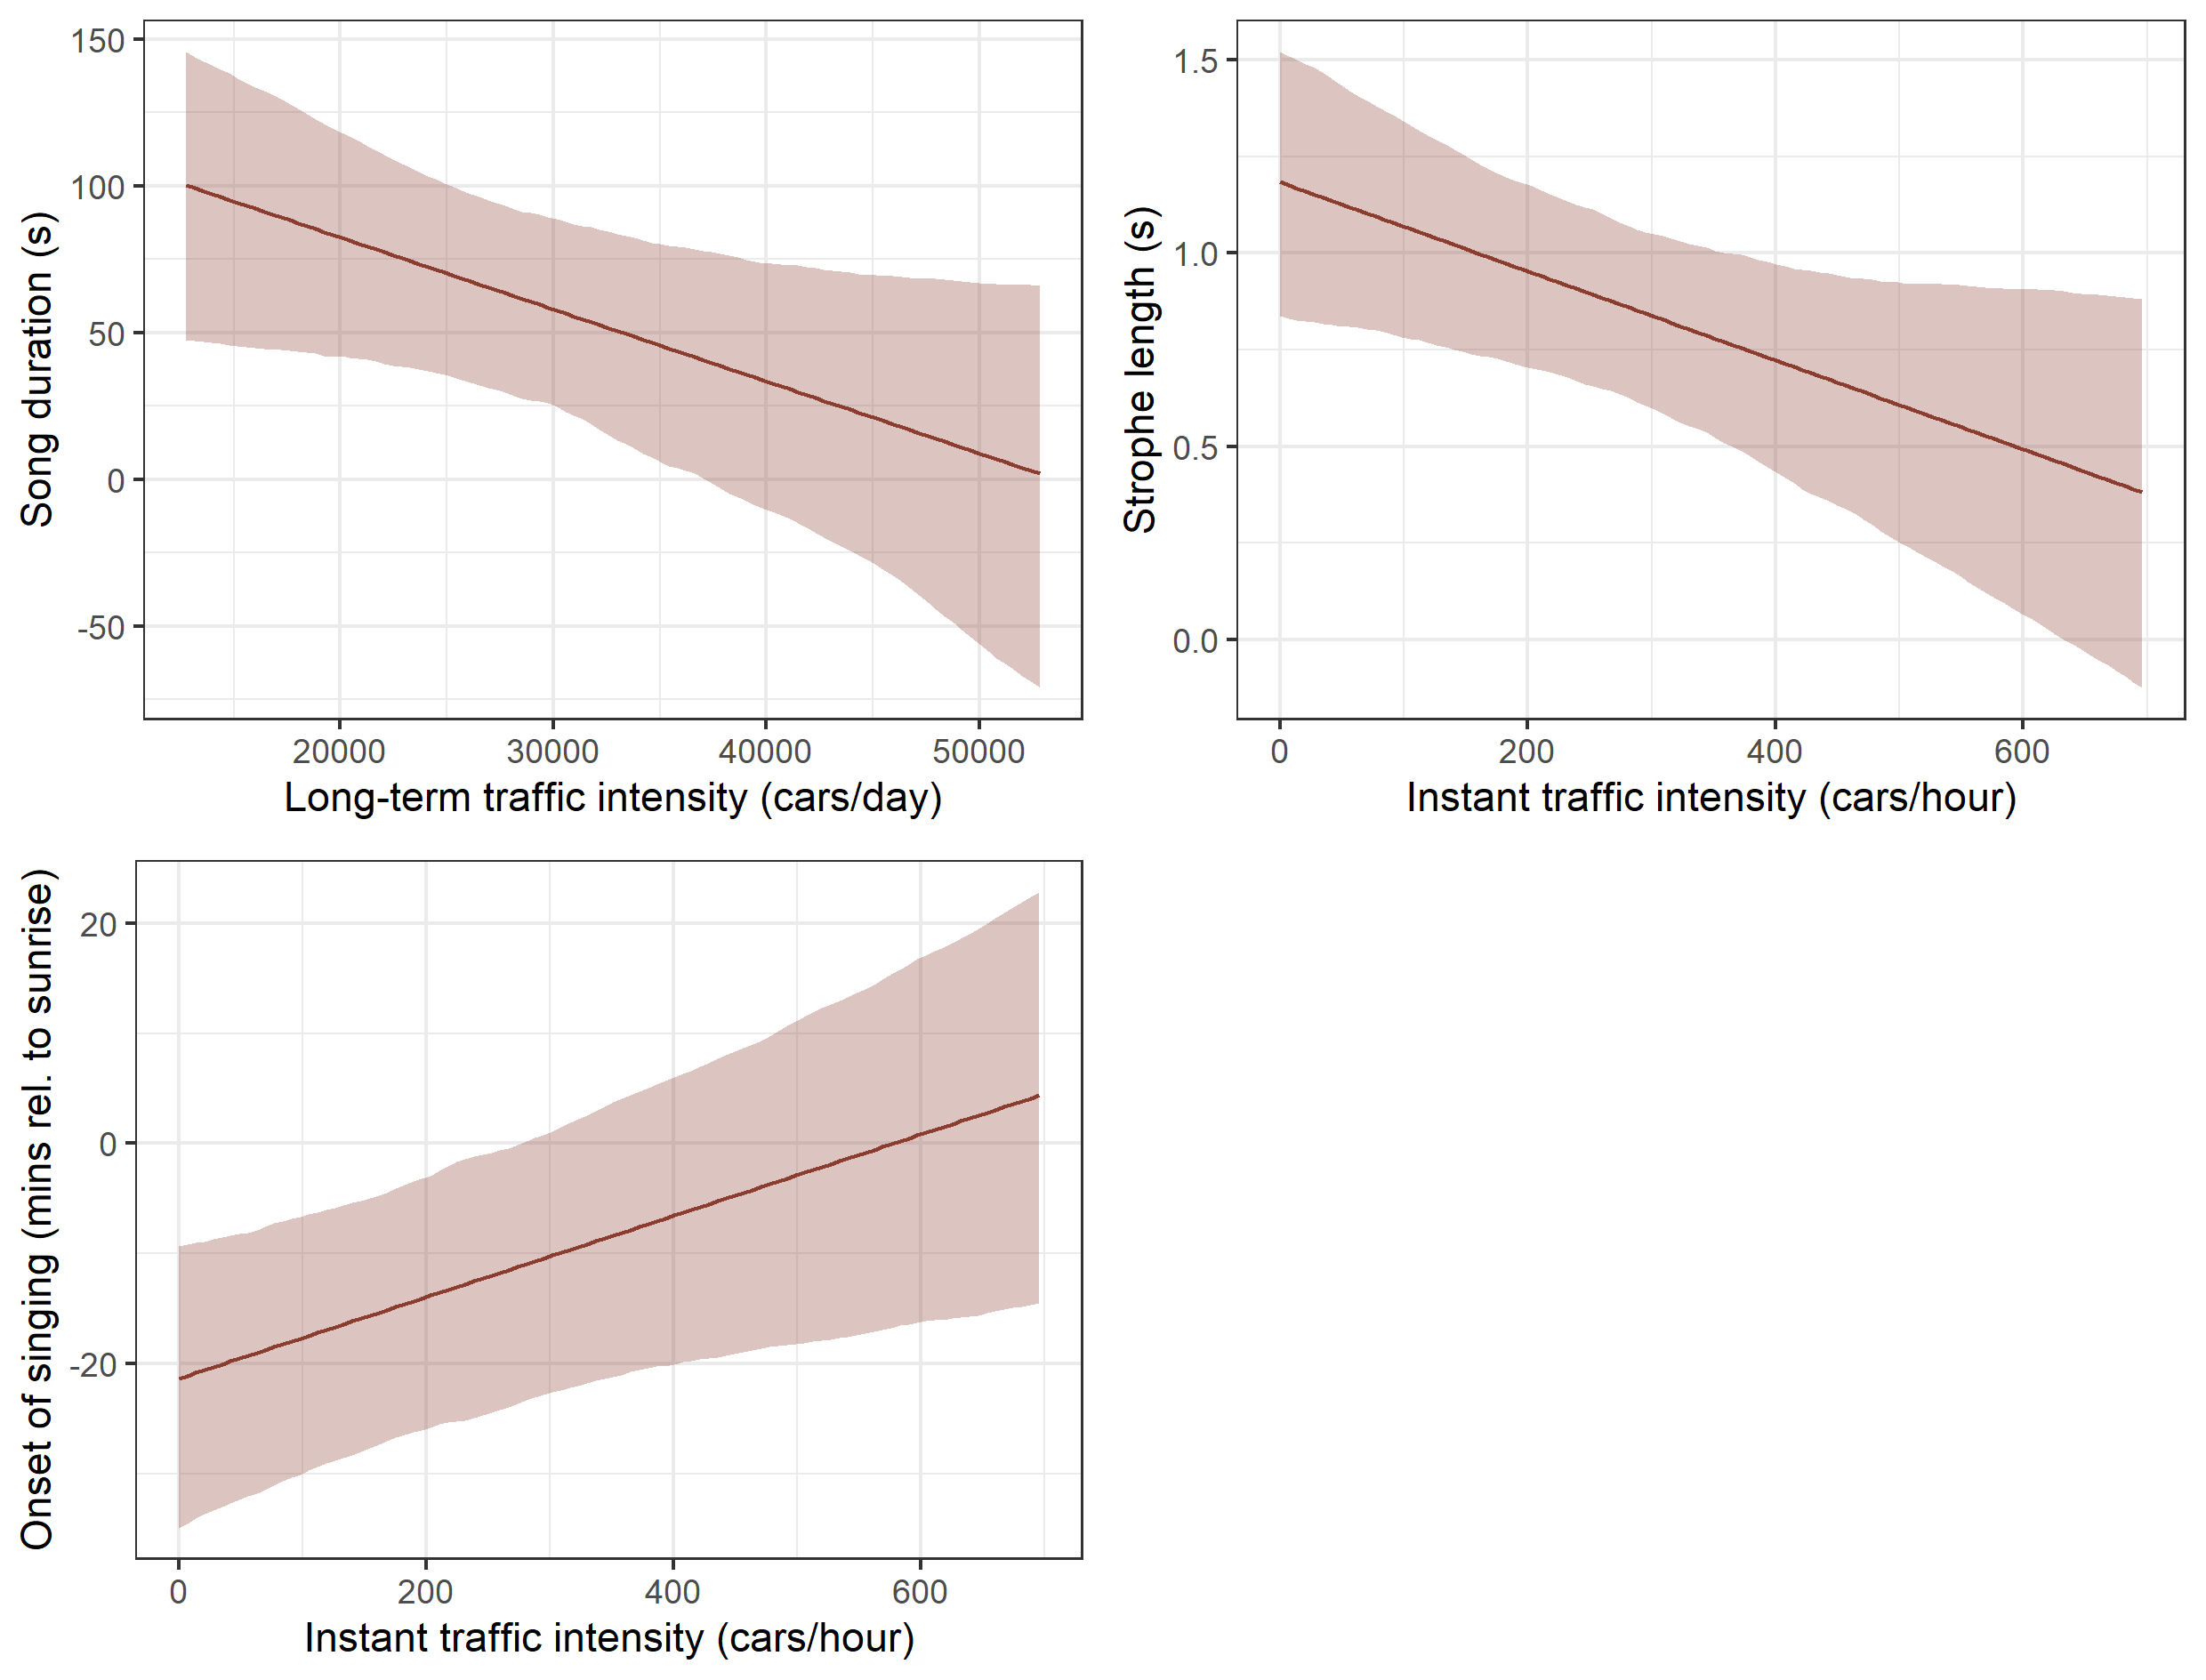 Song duration (s)
150
100
50
0
-50
20000 30000 40000 50000
Long-term traffic intensity (cars/day)
Strophe length (s)
1.5
1.0
0.5
0.0
0 200 400 600
Instant traffic intensity (cars/hour)
Onset of singing (mins rel. to sunrise)
20
0
-20
0 200 400 600
Instant traffic intensity (cars/hour)